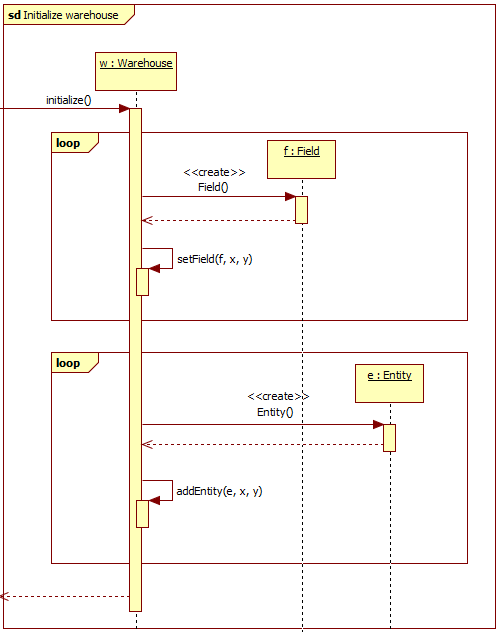 sd Initialize warehouse
w : Warehouse
initialize()
loop
f : Field
<<create>>
Field()
setField(f, x, y)
loop
e : Entity
<<create>>
Entity()
addEntity(e, x, y)